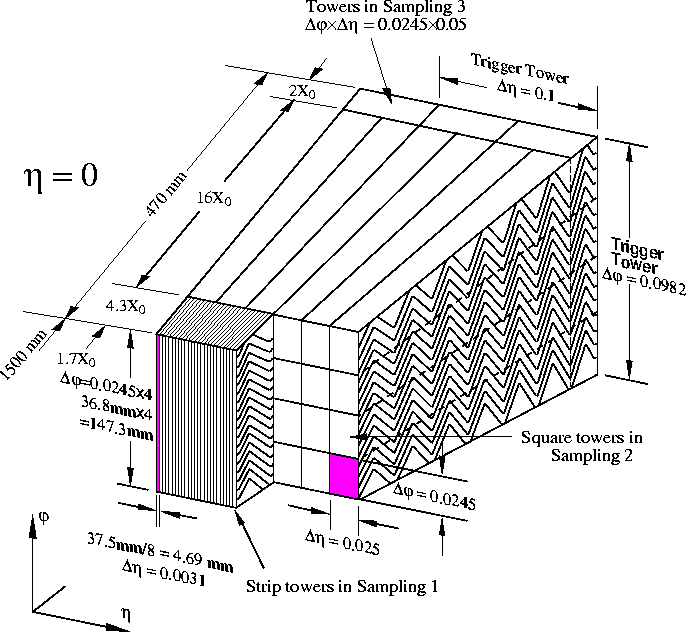 Towers in Sampling 3
Δφ×Δη = 0.0245×0.05
Trigger Tower
Δη = 0.1
2X₀
η = 0
470 mm
16X₀
Trigger
Tower
Δφ = 0.0982
4.3X₀
1500 mm
1.7X₀
Δφ=0.0245x4
36.8mmx4
=147.3mm
Square towers in
Sampling 2
Δφ = 0.0245
Δη = 0.025
37.5mm/8 = 4.69 mm
Δη = 0.0031
Strip towers in Sampling 1
φ
η